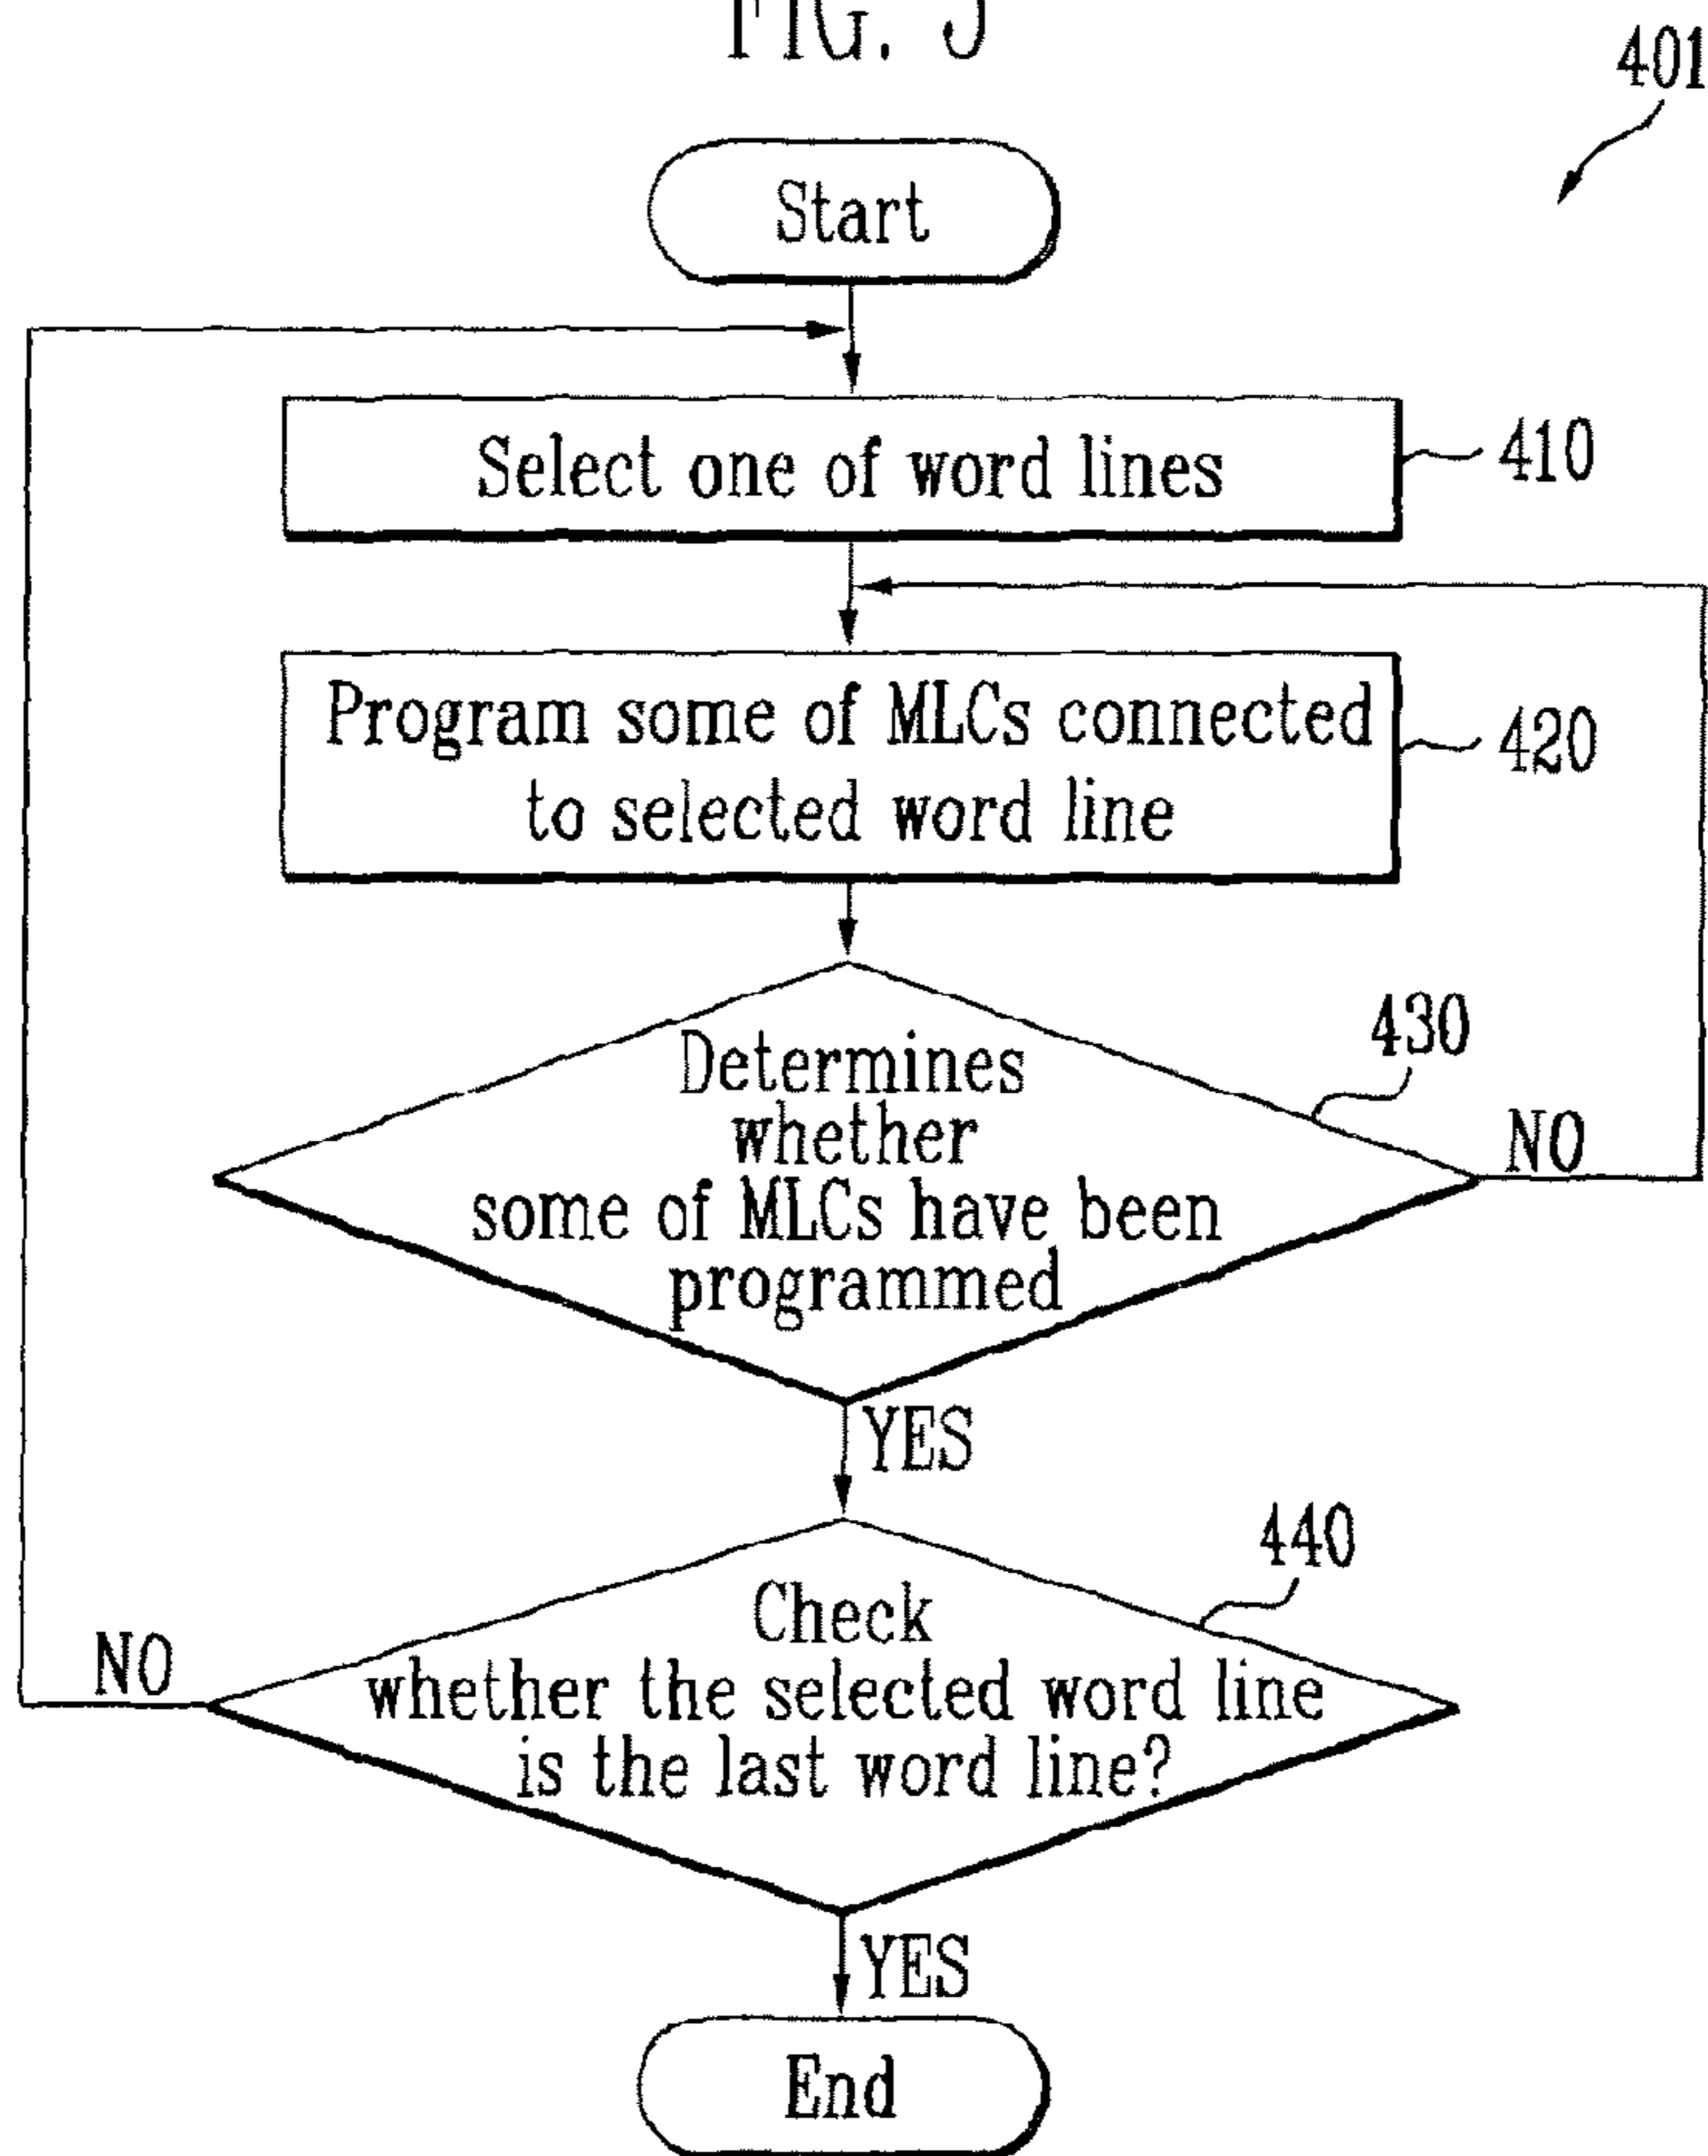 FIG. 5
401
Start
Select one of word lines
410
Program some of MLCs connected
to selected word line
420
Determines
whether
some of MLCs have been
programmed
430
NO
YES
Check
whether the selected word line
is the last word line?
440
NO
YES
End